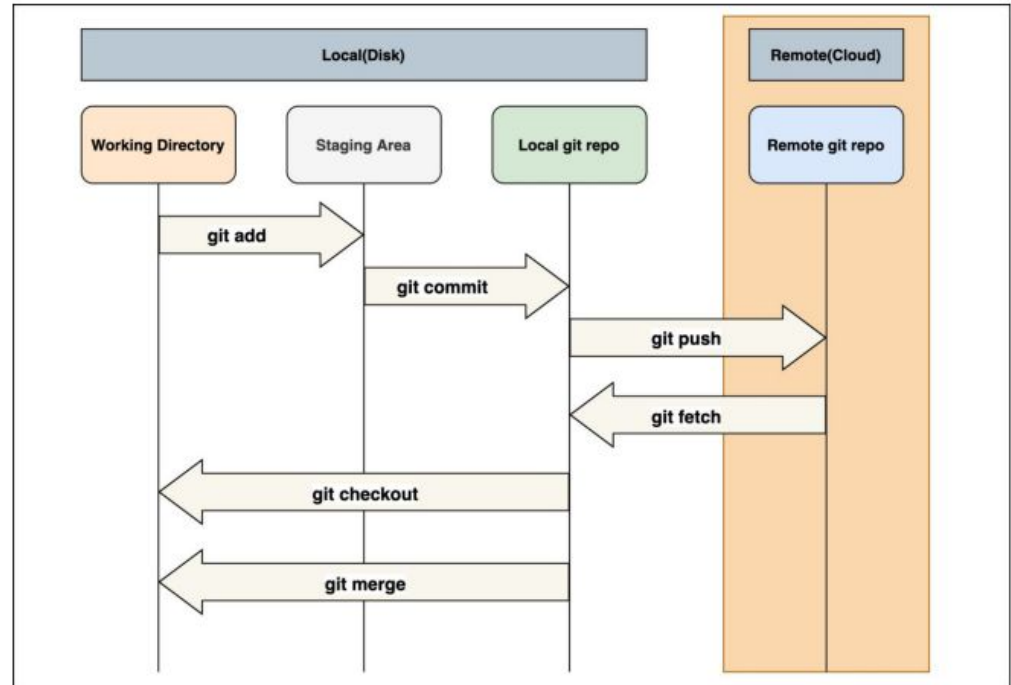 Local(Disk)
Remote(Cloud)
Working Directory
Staging Area
Local git repo
Remote git repo
git add
git commit
git push
git fetch
git checkout
git merge